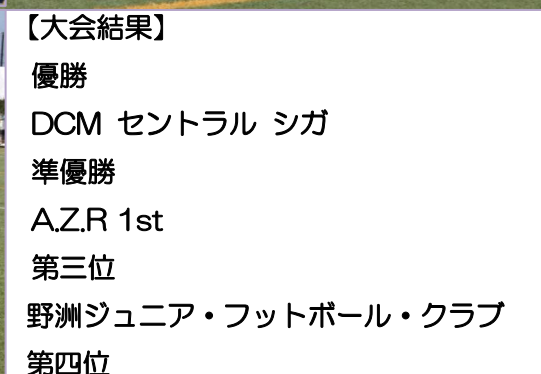 【大会結果】
優勝
DCM セントラル シガ
準優勝
A.Z.R 1st
第三位
野洲ジュニア・フットボール・クラブ
第四位